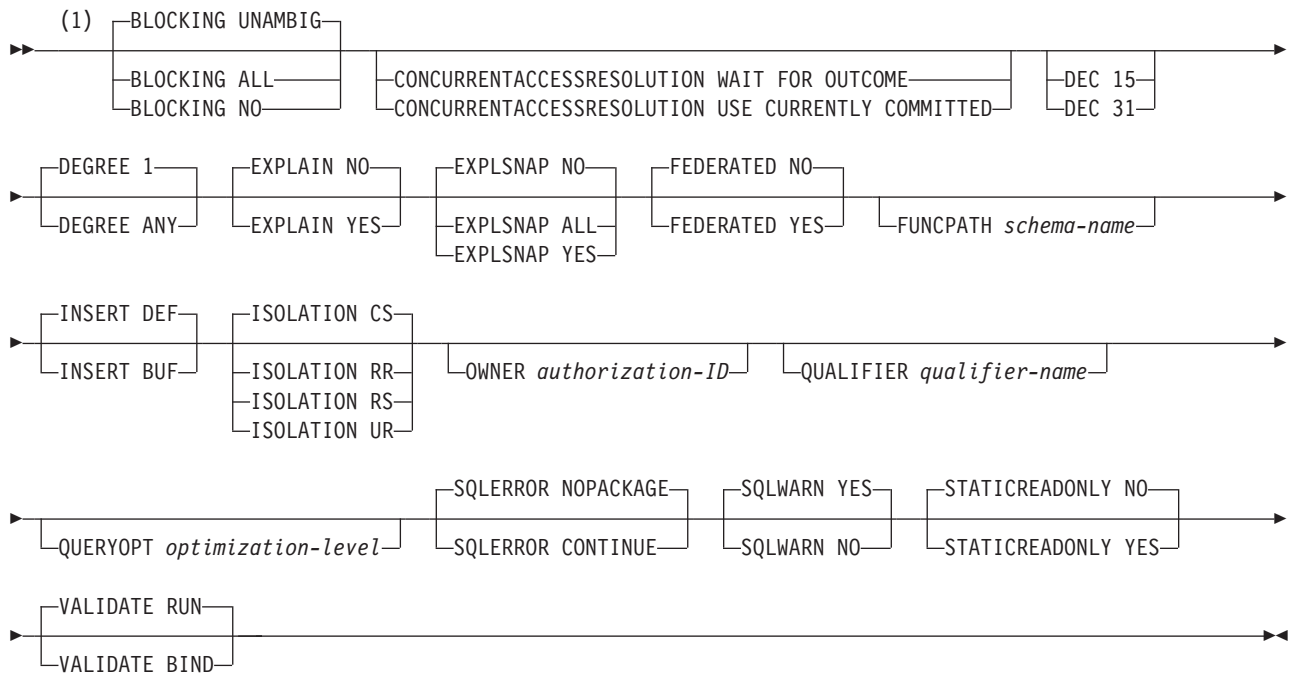 (1) BLOCKING UNAMBIG
BLOCKING ALL CONCURRENTACCESSRESOLUTION WAIT FOR OUTCOME DEC 15
BLOCKING NO CONCURRENTACCESSRESOLUTION USE CURRENTLY COMMITTED DEC 31
DEGREE 1 EXPLAIN NO EXPLSNAP NO FEDERATED NO
DEGREE ANY EXPLAIN YES EXPLSNAP ALL FEDERATED YES FUNCPATH schema-name
EXPLSNAP YES
INSERT DEF ISOLATION CS
INSERT BUF ISOLATION RR OWNER authorization-ID QUALIFIER qualifier-name
ISOLATION RS
ISOLATION UR
SQLERROR NOPACKAGE SQLWARN YES STATICREADONLY NO
QUERYOPT optimization-level SQLERROR CONTINUE SQLWARN NO STATICREADONLY YES
VALIDATE RUN
VALIDATE BIND